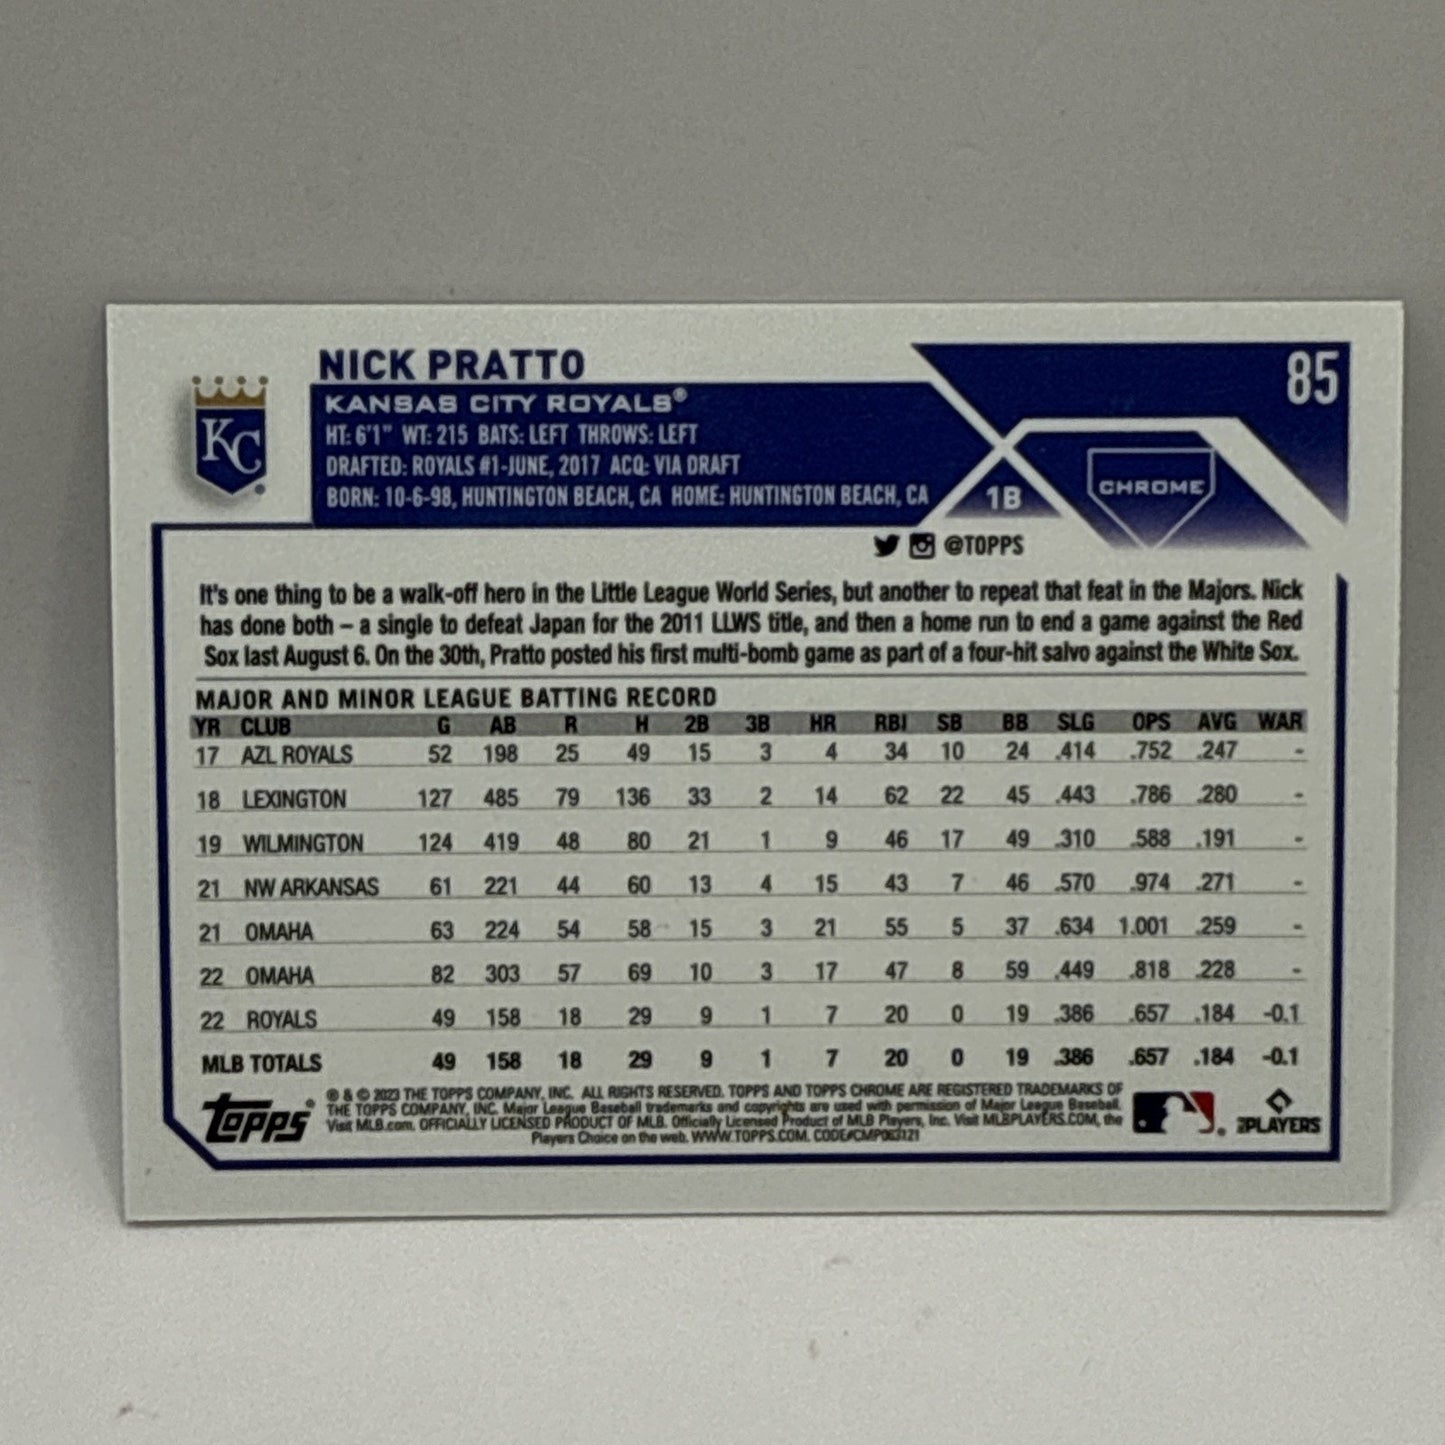 NICK PRATTO
85
KANSAS CITY ROYALS®
HT: 6'1" WT: 215 BATS: LEFT THROWS: LEFT
DRAFTED: ROYALS #1-JUNE, 2017 ACQ: VIA DRAFT
BORN: 10-6-98, HUNTINGTON BEACH, CA HOME: HUNTINGTON BEACH, CA
1B
CHROME
KC
@TOPPS
It's one thing to be a walk-off hero in the Little League World Series, but another to repeat that feat in the Majors. Nick
has done both – a single to defeat Japan for the 2011 LLWS title, and then a home run to end a game against the Red
Sox last August 6. On the 30th, Pratto posted his first multi-bomb game as part of a four-hit salvo against the White Sox.
MAJOR AND MINOR LEAGUE BATTING RECORD
YR CLUB G AB R H 2B 3B HR RBI SB BB SLG OPS AVG WAR
17 AZL ROYALS 52 198 25 49 15 3 4 34 10 24 .414 .752 .247 -
18 LEXINGTON 127 485 79 136 33 2 14 62 22 45 .443 .786 .280 -
19 WILMINGTON 124 419 48 80 21 1 9 46 17 49 .310 .588 .191 -
21 NW ARKANSAS 61 221 44 60 13 4 15 43 7 46 .570 .974 .271 -
21 OMAHA 63 224 54 58 15 3 21 55 5 37 .634 1.001 .259 -
22 OMAHA 82 303 57 69 10 3 17 47 8 59 .449 .818 .228 -
22 ROYALS 49 158 18 29 9 1 7 20 0 19 .386 .657 .184 -0.1
MLB TOTALS 49 158 18 29 9 1 7 20 0 19 .386 .657 .184 -0.1
TOPPS®
® & © 2023 THE TOPPS COMPANY, INC. ALL RIGHTS RESERVED. TOPPS AND TOPPS CHROME ARE REGISTERED TRADEMARKS OF
THE TOPPS COMPANY, INC. Major League Baseball trademarks and copyrights are used with permission of Major League Baseball.
Visit MLB.com. OFFICIALLY LICENSED PRODUCT OF MLB. Officially Licensed Product of MLB Players, Inc. Visit MLBPLAYERS.COM, the
Players Choice on the web. WWW.TOPPS.COM. CODE#CMP063121
PLAYERS